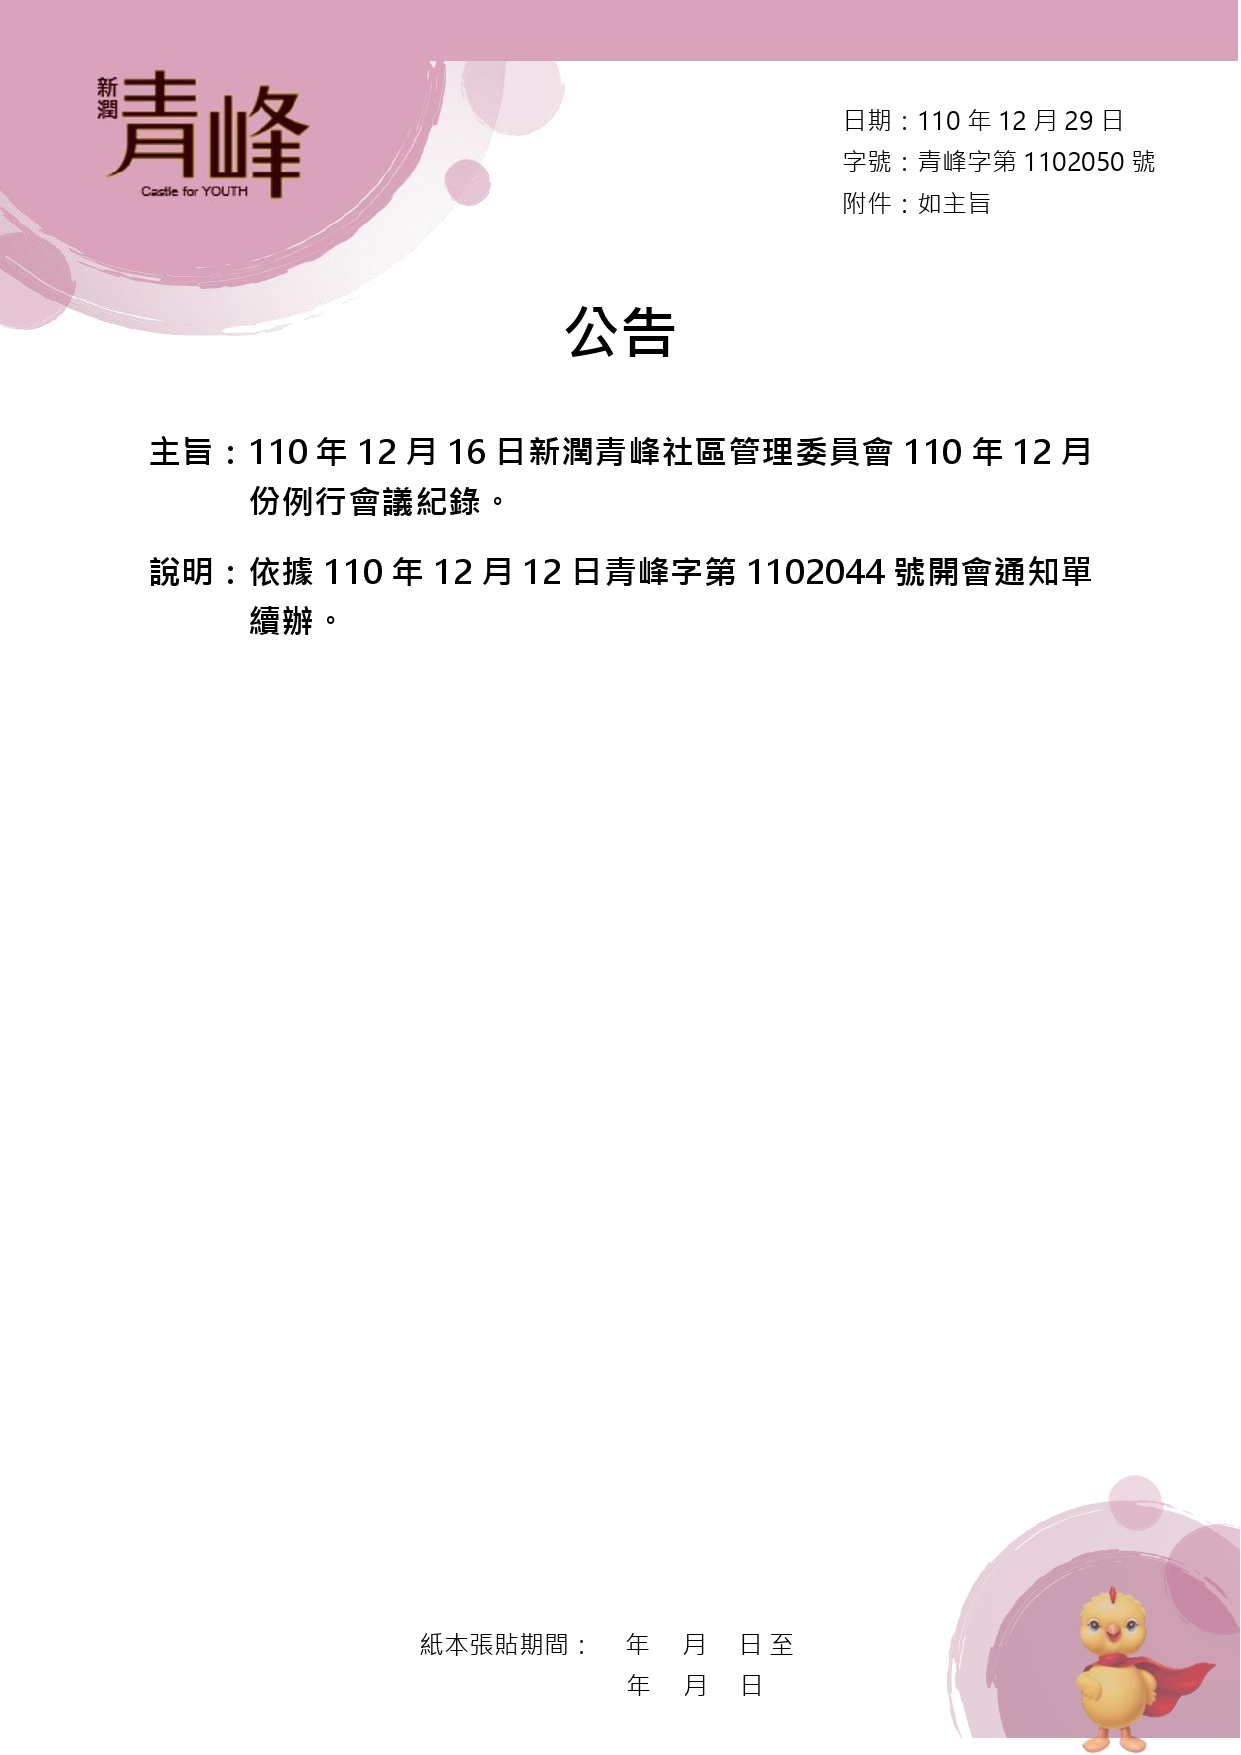 新潤
青峰
Castle for YOUTH
日期：110 年 12 月 29 日
字號：青峰字第 1102050 號
附件：如主旨
公告
主旨：110 年 12 月 16 日新潤青峰社區管理委員會 110 年 12 月
份例行會議紀錄。
說明：依據 110 年 12 月 12 日青峰字第 1102044 號開會通知單
續辦。
紙本張貼期間：　年　月　日 至
年　月　日